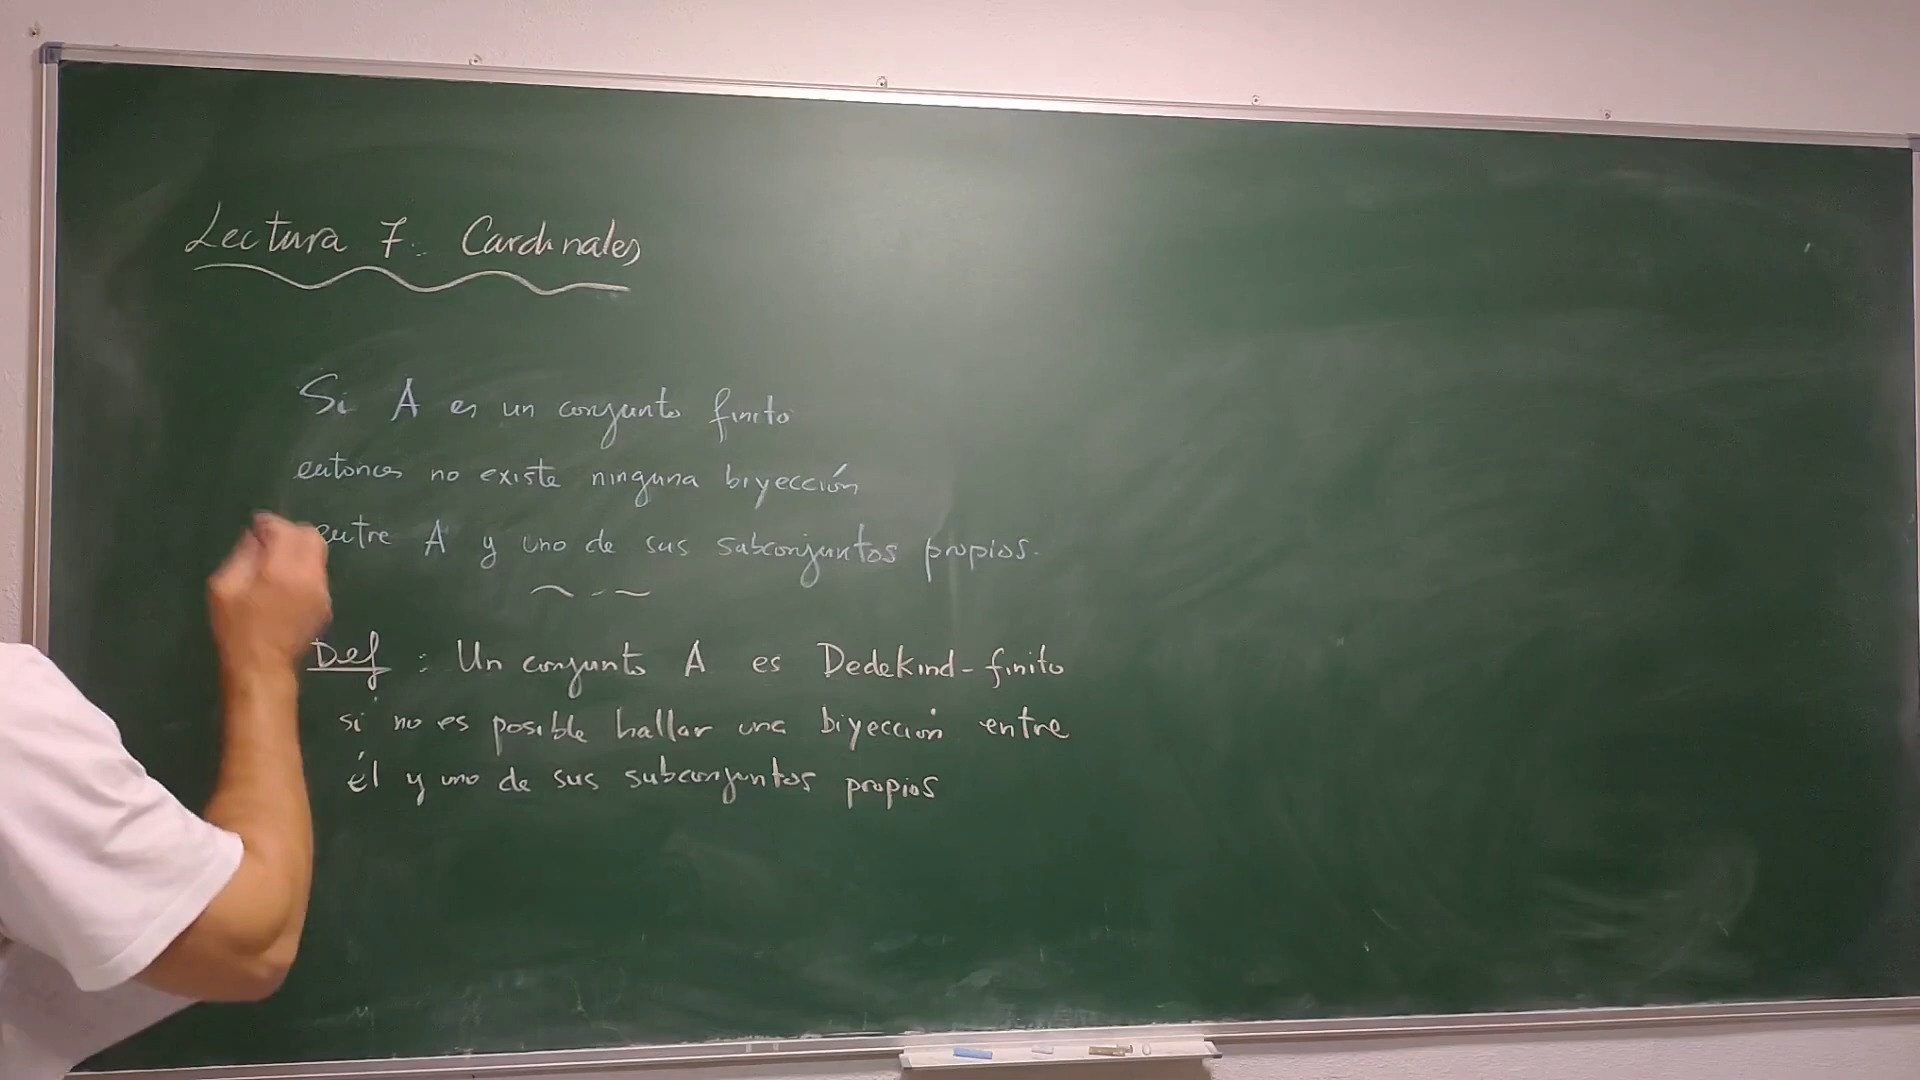 Lectura 7: Cardinales
Si A es un conjunto finito
entonces no existe ninguna biyección
entre A y uno de sus subconjuntos propios.
Def : Un conjunto A es Dedekind-finito
si no es posible hallar una biyección entre
él y uno de sus subconjuntos propios